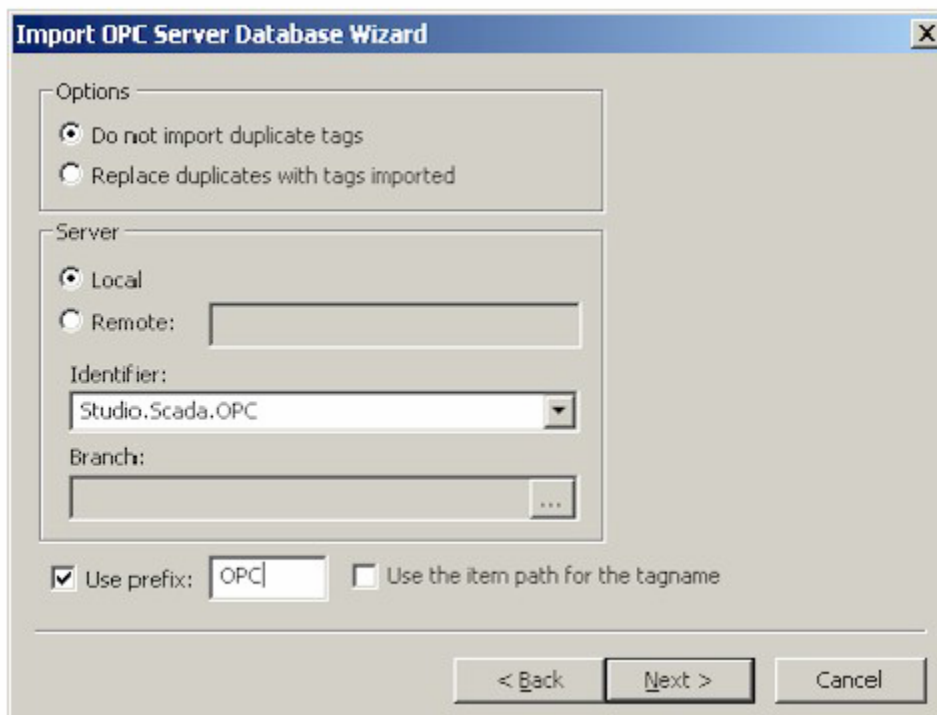 Import OPC Server Database Wizard
Options
Do not import duplicate tags
Replace duplicates with tags imported
Server
Local
Remote:
Identifier:
Studio.Scada.OPC
Branch:
...
Use prefix: OPC Use the item path for the tagname
< Back Next > Cancel